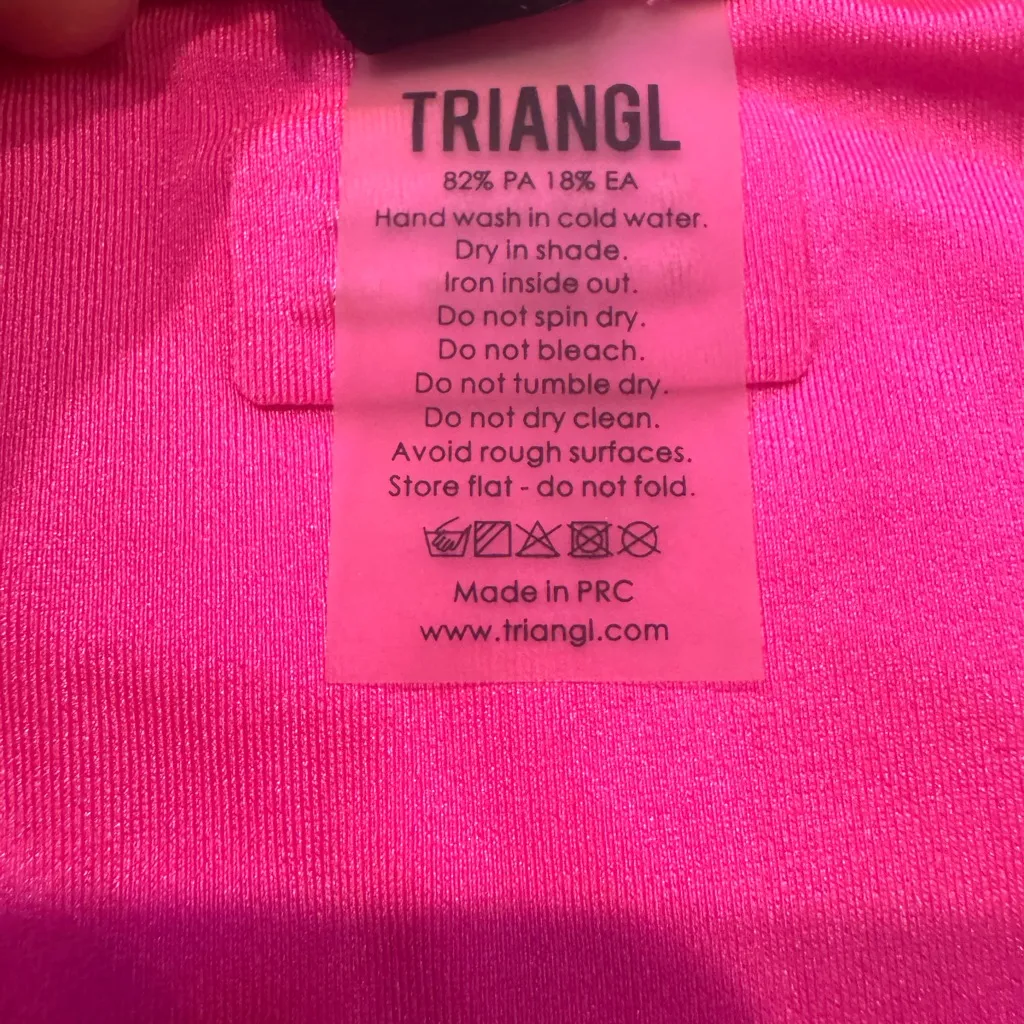 TRIANGL
82% PA 18% EA
Hand wash in cold water.
Dry in shade.
Iron inside out.
Do not spin dry.
Do not bleach.
Do not tumble dry.
Do not dry clean.
Avoid rough surfaces.
Store flat - do not fold.
Made in PRC
www.triangl.com